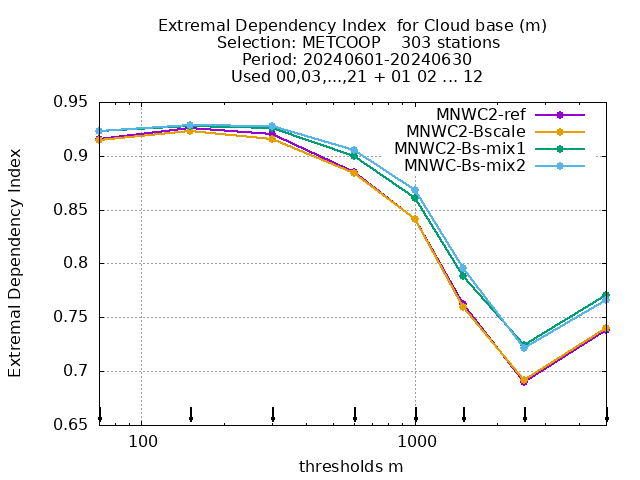 Extremal Dependency Index  for Cloud base (m)
Selection: METCOOP    303 stations
Period: 20240601-20240630
Used 00,03,...,21 + 01 02 ... 12
MNWC2-ref
MNWC2-Bscale
MNWC2-Bs-mix1
MNWC-Bs-mix2
Extremal Dependency Index
0.95
0.9
0.85
0.8
0.75
0.7
0.65
100
1000
thresholds m